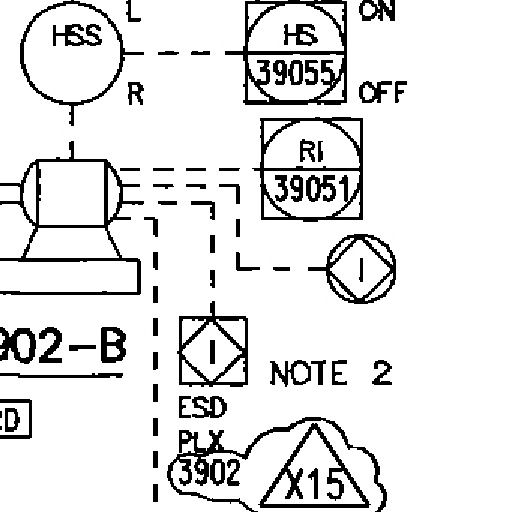 L
ON
HSS
HS
39055
R
OFF
RI
39051
I
902-B
I
NOTE 2
ESD
PLX
3902
X15